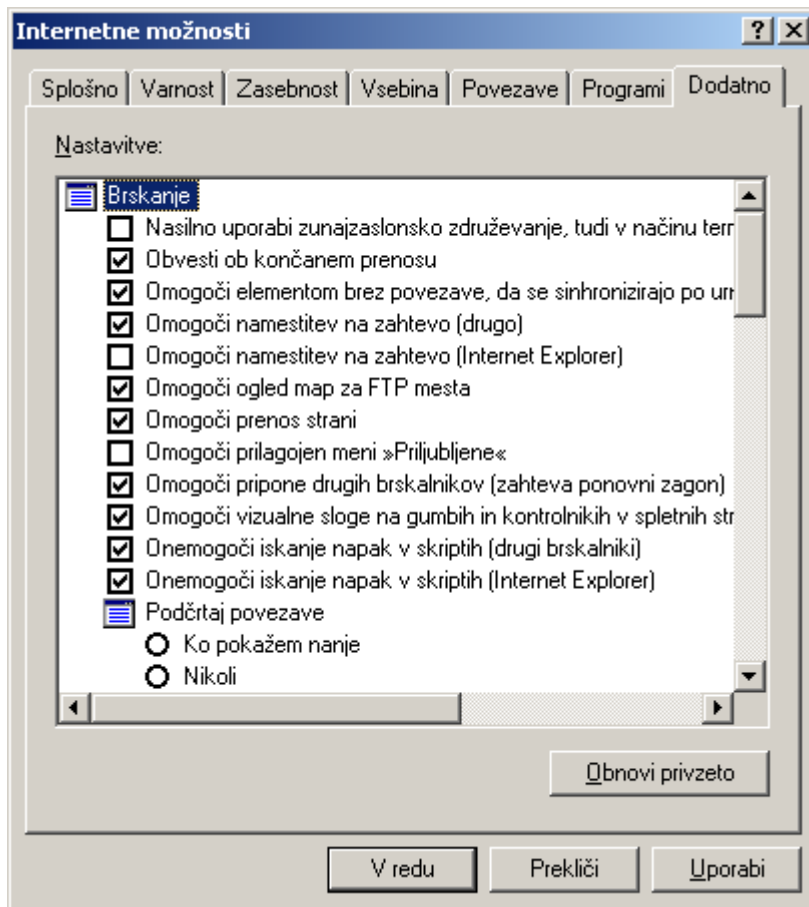 Internetne možnosti
Splošno Varnost Zasebnost Vsebina Povezave Programi Dodatno
Nastavitve:
Brskanje
Nasilno uporabi zunajzaslonsko združevanje, tudi v načinu
Obvesti ob končanem prenosu
Omogoči elementom brez povezave, da se sinhronizirajo po
Omogoči namestitev na zahtevo (drugo)
Omogoči namestitev na zahtevo (Internet Explorer)
Omogoči ogled map za FTP mesta
Omogoči prenos strani
Omogoči prilagojen meni »Priljubljene«
Omogoči pripone drugih brskalnikov (zahteva ponovni zagon)
Omogoči vizualne sloge na gumbih in kontrolnikih v spletnih
Onemogoči iskanje napak v skriptih (drugi brskalniki)
Onemogoči iskanje napak v skriptih (Internet Explorer)
Podčrtaj povezave
Ko pokažem nanje
Nikoli
Obnovi privzeto
V redu Prekliči Uporabi